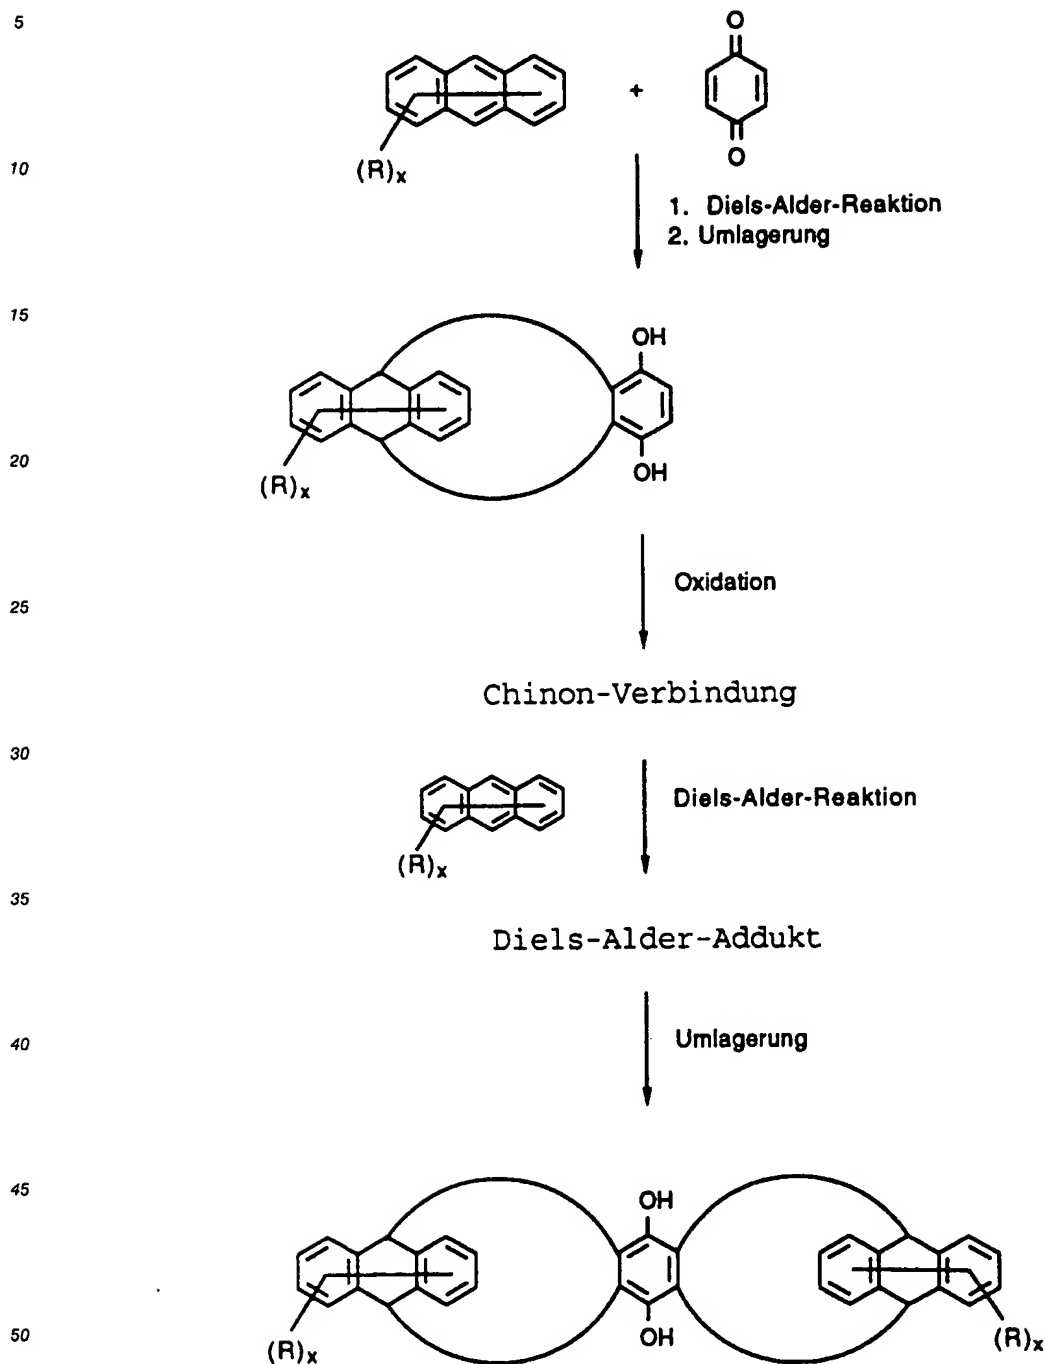 5
O
+
O
(R)x
10
1. Diels-Alder-Reaktion
2. Umlagerung
15
OH
20
(R)x
OH
Oxidation
25
Chinon-Verbindung
30
Diels-Alder-Reaktion
(R)x
35
Diels-Alder-Addukt
40
Umlagerung
45
OH
50
(R)x
OH
(R)x